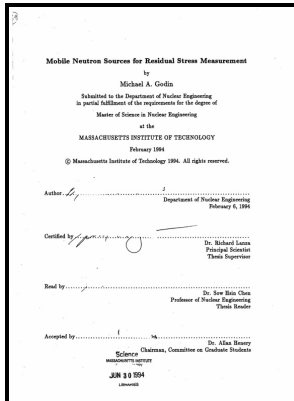 Mobile Neutron Sources for Residual Stress Measurement
by
Michael A. Godin
Submitted to the Department of Nuclear Engineering
in partial fulfillment of the requirements for the degree of
Master of Science in Nuclear Engineering
at the
MASSACHUSETTS INSTITUTE OF TECHNOLOGY
February 1994
© Massachusetts Institute of Technology 1994. All rights reserved.
Author
Department of Nuclear Engineering
February 6, 1994
Certified by
Dr. Richard Lanza
Principal Scientist
Thesis Supervisor
Read by
Dr. Sow Hsin Chen
Professor of Nuclear Engineering
Thesis Reader
Accepted by
Dr. Allan Henery
Chairman, Committee on Graduate Students
Science
MASSACHUSETTS INSTITUTE
JUN 30 1994
LIBRARIES